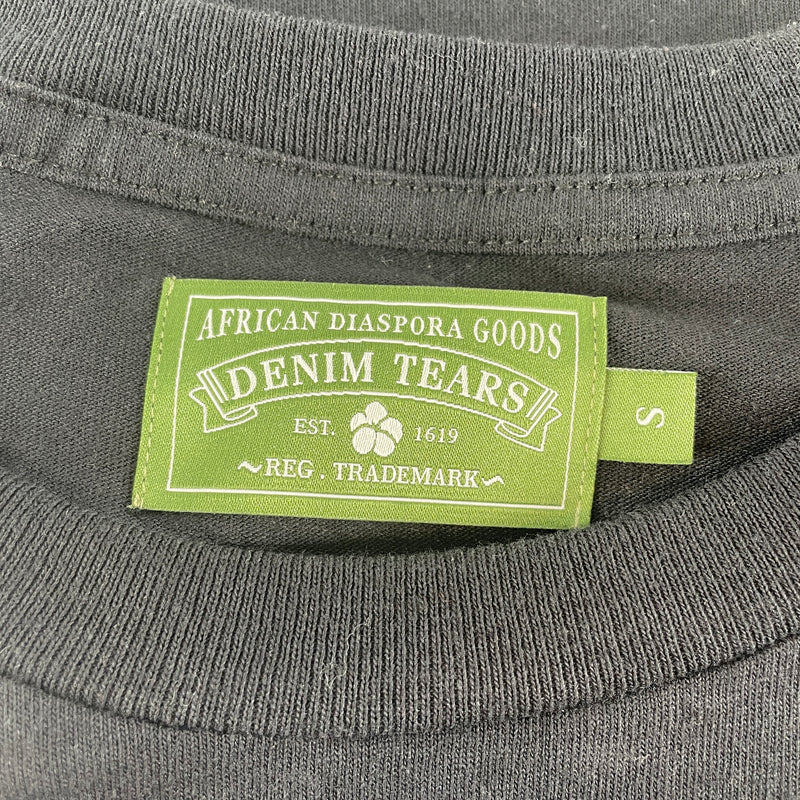 AFRICAN DIASPORA GOODS
DENIM TEARS
EST. 1619
~REG. TRADEMARK~
S